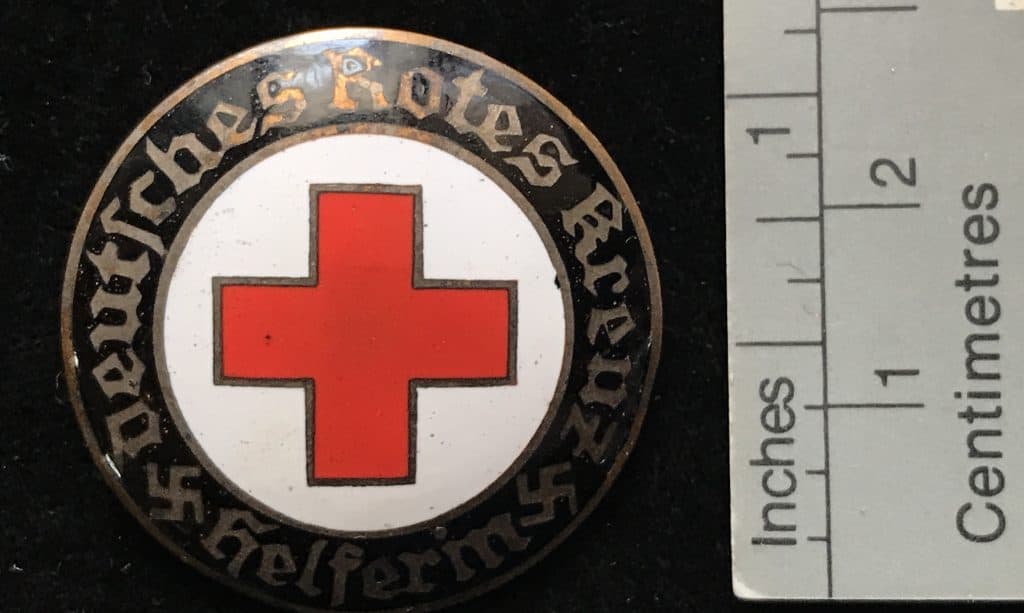 Deutsches Rotes Kreuz
Helferin
Inches
1
1
2
Centimetres